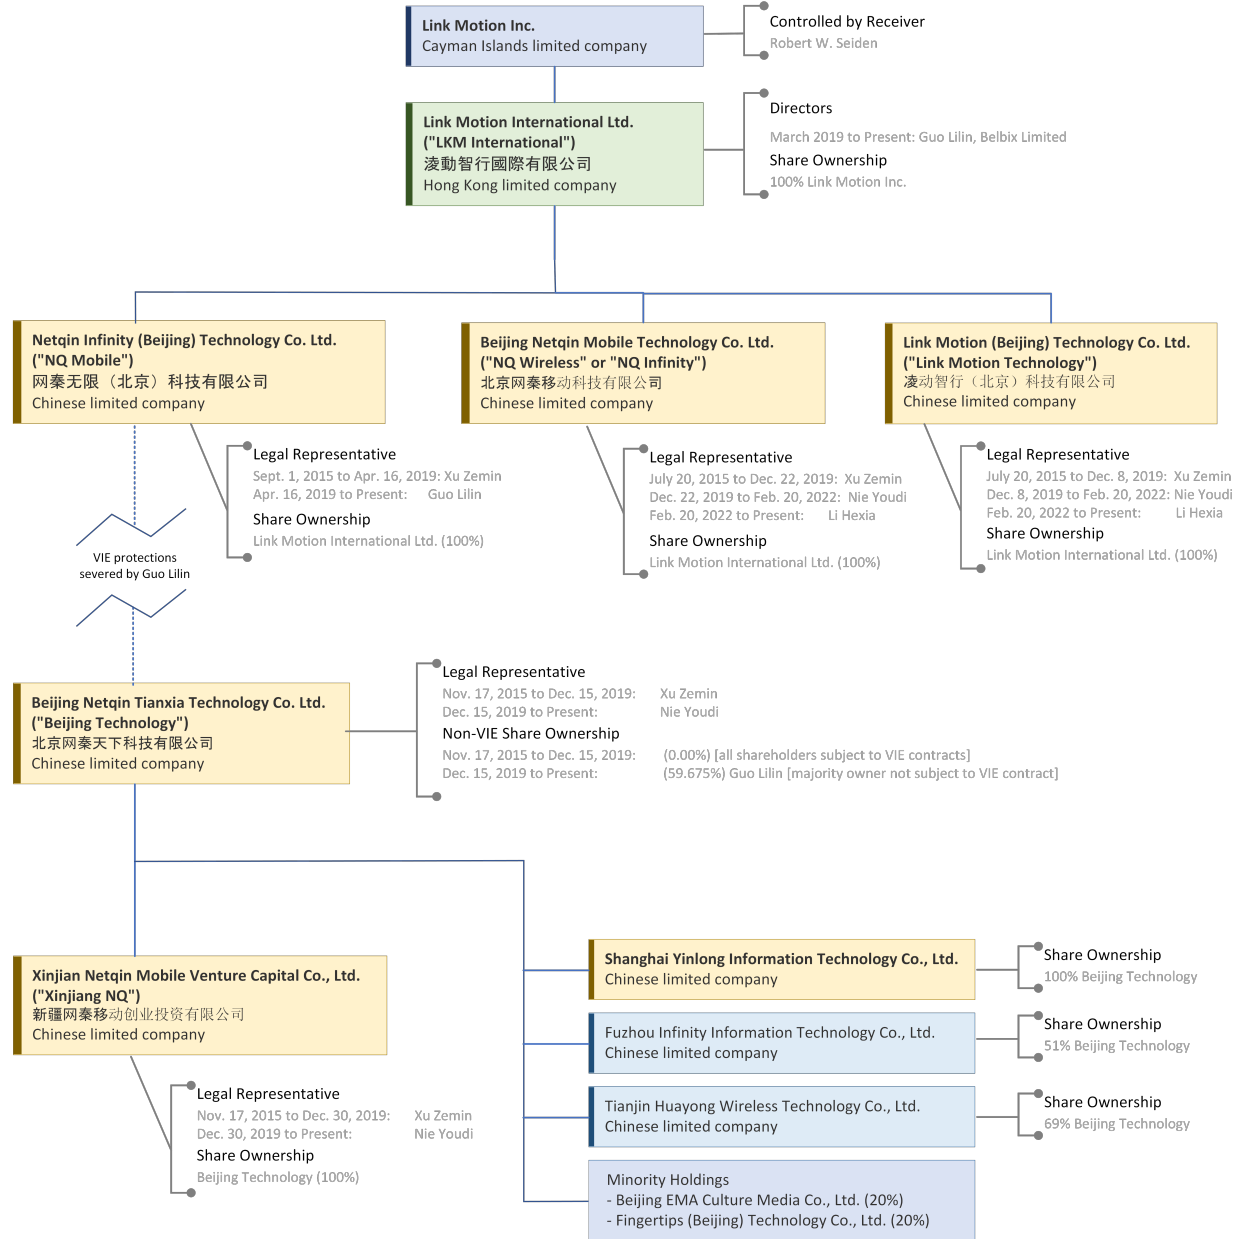 Link Motion Inc.
Cayman Islands limited company
Controlled by Receiver
Robert W. Seiden
Link Motion International Ltd.
("LKM International")
淩動智行國際有限公司
Hong Kong limited company
Directors
March 2019 to Present: Guo Lilin, Belbix Limited
Share Ownership
100% Link Motion Inc.
Netqin Infinity (Beijing) Technology Co. Ltd.
("NQ Mobile")
网秦无限（北京）科技有限公司
Chinese limited company
Beijing Netqin Mobile Technology Co. Ltd.
("NQ Wireless" or "NQ Infinity")
北京网秦移动科技有限公司
Chinese limited company
Link Motion (Beijing) Technology Co. Ltd.
("Link Motion Technology")
凌动智行（北京）科技有限公司
Chinese limited company
Legal Representative
Sept. 1, 2015 to Apr. 16, 2019: Xu Zemin
Apr. 16, 2019 to Present: Guo Lilin
Share Ownership
Link Motion International Ltd. (100%)
Legal Representative
July 20, 2015 to Dec. 22, 2019: Xu Zemin
Dec. 22, 2019 to Feb. 20, 2022: Nie Youdi
Feb. 20, 2022 to Present: Li Hexia
Share Ownership
Link Motion International Ltd. (100%)
Legal Representative
July 20, 2015 to Dec. 8, 2019: Xu Zemin
Dec. 8, 2019 to Feb. 20, 2022: Nie Youdi
Feb. 20, 2022 to Present: Li Hexia
Share Ownership
Link Motion International Ltd. (100%)
VIE protections
severed by Guo Lilin
Beijing Netqin Tianxia Technology Co. Ltd.
("Beijing Technology")
北京网秦天下科技有限公司
Chinese limited company
Legal Representative
Nov. 17, 2015 to Dec. 15, 2019: Xu Zemin
Dec. 15, 2019 to Present: Nie Youdi
Non-VIE Share Ownership
Nov. 17, 2015 to Dec. 15, 2019: (0.00%) [all shareholders subject to VIE contracts]
Dec. 15, 2019 to Present: (59.675%) Guo Lilin [majority owner not subject to VIE contract]
Xinjian Netqin Mobile Venture Capital Co., Ltd.
("Xinjiang NQ")
新疆网秦移动创业投资有限公司
Chinese limited company
Legal Representative
Nov. 17, 2015 to Dec. 30, 2019: Xu Zemin
Dec. 30, 2019 to Present: Nie Youdi
Share Ownership
Beijing Technology (100%)
Shanghai Yinlong Information Technology Co., Ltd.
Chinese limited company
Share Ownership
100% Beijing Technology
Fuzhou Infinity Information Technology Co., Ltd.
Chinese limited company
Share Ownership
51% Beijing Technology
Tianjin Huayong Wireless Technology Co., Ltd.
Chinese limited company
Share Ownership
69% Beijing Technology
Minority Holdings
- Beijing EMA Culture Media Co., Ltd. (20%)
- Fingertips (Beijing) Technology Co., Ltd. (20%)